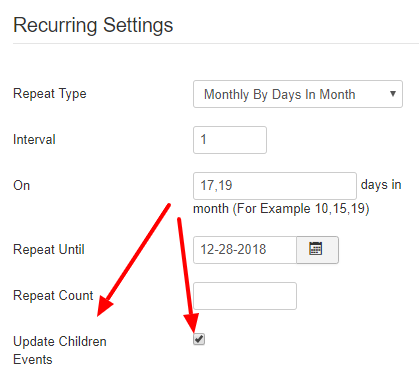 Recurring Settings
Repeat Type Monthly By Days In Month
Interval 1
On 17,19 days in
month (For Example 10,15,19)
Repeat Until 12-28-2018
Repeat Count
Update Children
Events